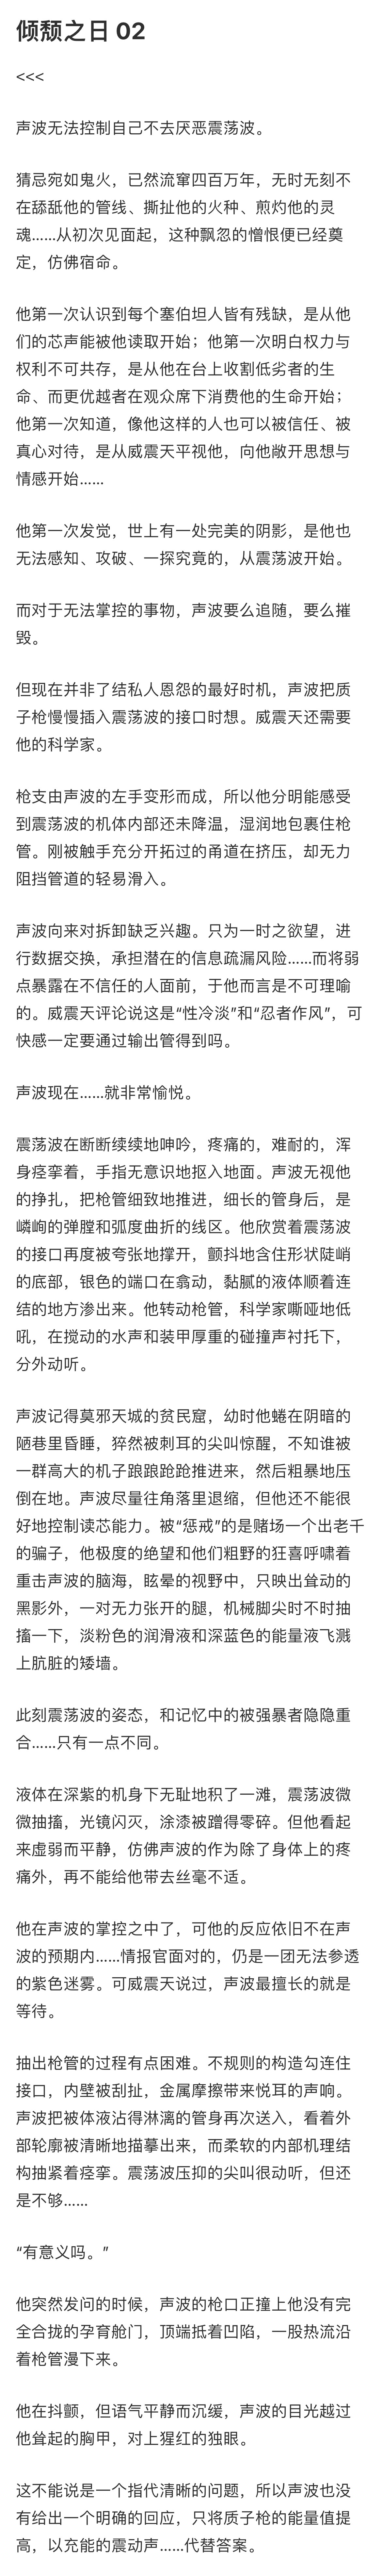 倾颓之日 02
<<<
声波无法控制自己不去厌恶震荡波。
猜忌宛如鬼火，已然流窜四百万年，无时无刻不
在舔舐他的管线、撕扯他的火种、煎灼他的灵
魂……从初次见面起，这种飘忽的憎恨便已经奠
定，仿佛宿命。
他第一次认识到每个塞伯坦人皆有残缺，是从他
们的芯声能被他读取开始；他第一次明白权力与
权利不可共存，是从他在台上收割低劣者的生
命、而更优越者在观众席下消费他的生命开始；
他第一次知道，像他这样的人也可以被信任、被
真心对待，是从威震天平视他，向他敞开思想与
情感开始……
他第一次发觉，世上有一处完美的阴影，是他也
无法感知、攻破、一探究竟的，从震荡波开始。
而对于无法掌控的事物，声波要么追随，要么摧
毁。
但现在并非了结私人恩怨的最好时机，声波把质
子枪慢慢插入震荡波的接口时想。威震天还需要
他的科学家。
枪支由声波的左手变形而成，所以他分明能感受
到震荡波的机体内部还未降温，湿润地包裹住枪
管。刚被触手充分开拓过的甬道在挤压，却无力
阻挡管道的轻易滑入。
声波向来对拆卸缺乏兴趣。只为一时之欲望，进
行数据交换，承担潜在的信息疏漏风险……而将弱
点暴露在不信任的人面前，于他而言是不可理喻
的。威震天评论说这是“性冷淡”和“忍者作风”，可
快感一定要通过输出管得到吗。
声波现在……就非常愉悦。
震荡波在断断续续地呻吟，疼痛的，难耐的，浑
身痉挛着，手指无意识地抠入地面。声波无视他
的挣扎，把枪管细致地推进，细长的管身后，是
嶙峋的弹膛和弧度曲折的线区。他欣赏着震荡波
的接口再度被夸张地撑开，颤抖地含住形状陡峭
的底部，银色的端口在翕动，黏腻的液体顺着连
结的地方渗出来。他转动枪管，科学家嘶哑地低
吼，在搅动的水声和装甲厚重的碰撞声衬托下，
分外动听。
声波记得莫邪天城的贫民窟，幼时他蜷在阴暗的
陋巷里昏睡，猝然被刺耳的尖叫惊醒，不知谁被
一群高大的机子踉踉跄跄推进来，然后粗暴地压
倒在地。声波尽量往角落里退缩，但他还不能很
好地控制读芯能力。被“惩戒”的是赌场一个出老千
的骗子，他极度的绝望和他们粗野的狂喜呼啸着
重击声波的脑海，眩晕的视野中，只映出耸动的
黑影外，一对无力张开的腿，机械脚尖时不时抽
搐一下，淡粉色的润滑液和深蓝色的能量液飞溅
上肮脏的矮墙。
此刻震荡波的姿态，和记忆中的被强暴者隐隐重
合……只有一点不同。
液体在深紫的机身下无耻地积了一滩，震荡波微
微抽搐，光镜闪灭，涂漆被蹭得零碎。但他看起
来虚弱而平静，仿佛声波的作为除了身体上的疼
痛外，再不能给他带去丝毫不适。
他在声波的掌控之中了，可他的反应依旧不在声
波的预期内……情报官面对的，仍是一团无法参透
的紫色迷雾。可威震天说过，声波最擅长的就是
等待。
抽出枪管的过程有点困难。不规则的构造勾连住
接口，内壁被刮扯，金属摩擦带来悦耳的声响。
声波把被体液沾得淋漓的管身再次送入，看着外
部轮廓被清晰地描摹出来，而柔软的内部机理结
构抽紧着痉挛。震荡波压抑的尖叫很动听，但还
是不够……
“有意义吗。”
他突然发问的时候，声波的枪口正撞上他没有完
全合拢的孕育舱门，顶端抵着凹陷，一股热流沿
着枪管漫下来。
他在抖颤，但语气平静而沉缓，声波的目光越过
他耸起的胸甲，对上猩红的独眼。
这不能说是一个指代清晰的问题，所以声波也没
有给出一个明确的回应，只将质子枪的能量值提
高，以充能的震动声……代替答案。